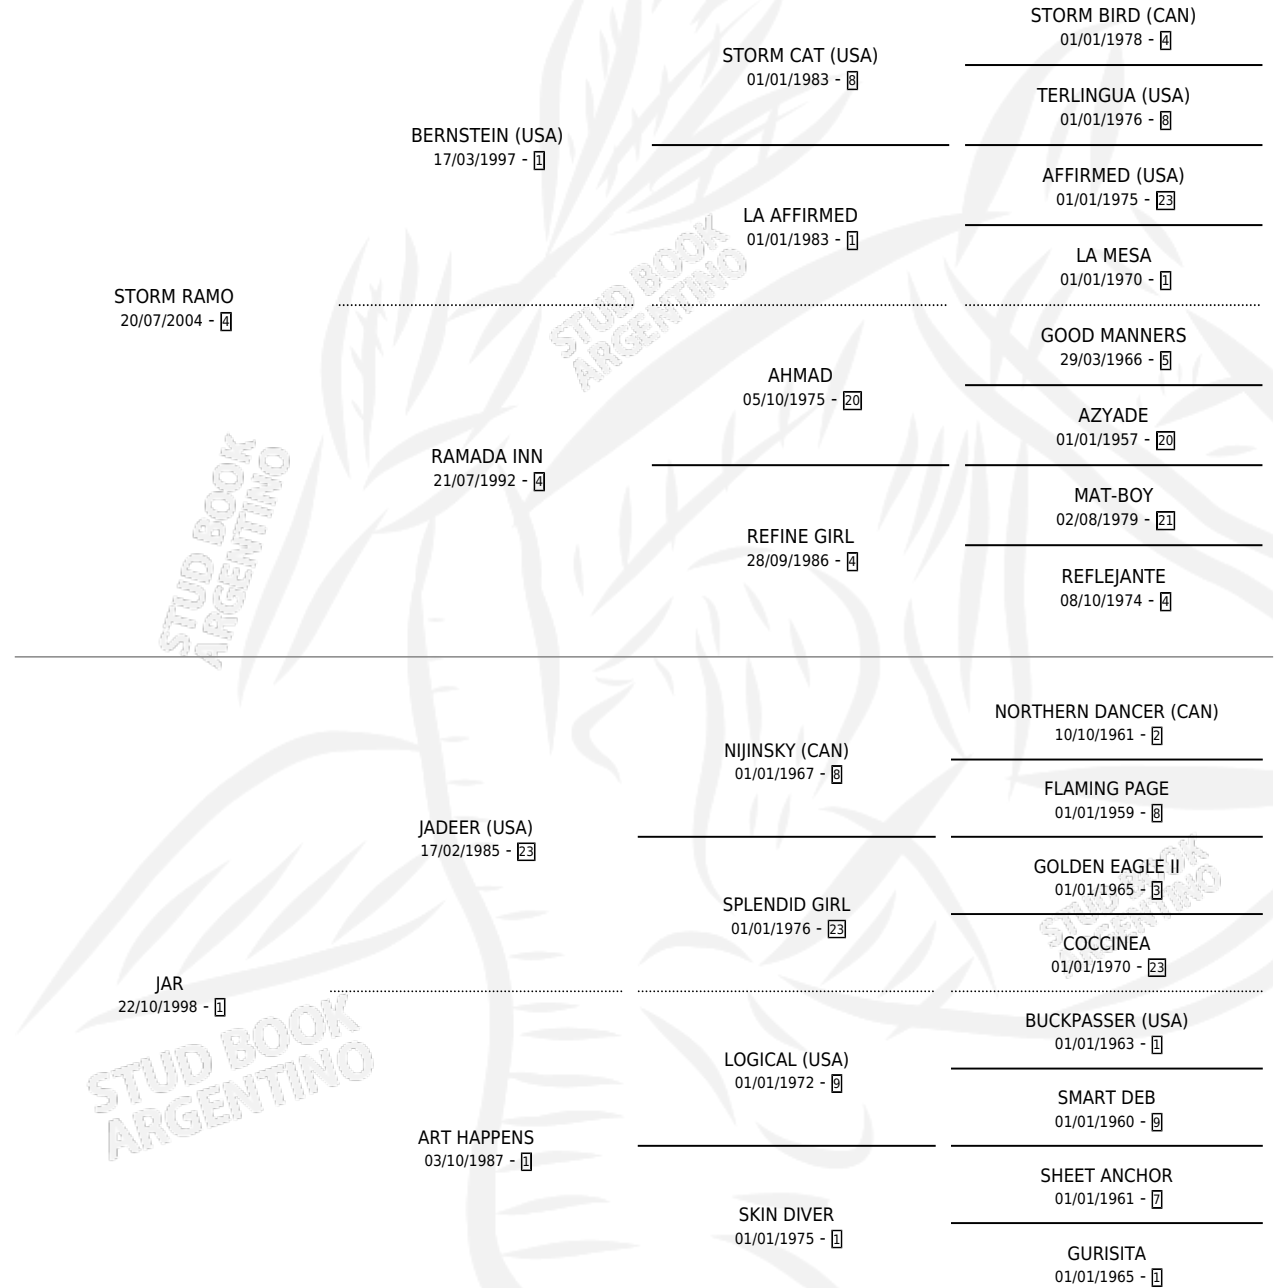 STORM BIRD (CAN)
01/01/1978 - 4
STORM CAT (USA)
01/01/1983 - 8
TERLINGUA (USA)
01/01/1976 - 8
BERNSTEIN (USA)
17/03/1997 - 1
AFFIRMED (USA)
01/01/1975 - 23
LA AFFIRMED
01/01/1983 - 1
LA MESA
01/01/1970 - 1
STORM RAMO
20/07/2004 - 4
GOOD MANNERS
29/03/1966 - 5
AHMAD
05/10/1975 - 20
AZYADE
01/01/1957 - 20
RAMADA INN
21/07/1992 - 4
MAT-BOY
02/08/1979 - 21
REFINE GIRL
28/09/1986 - 4
REFLEJANTE
08/10/1974 - 4
NORTHERN DANCER (CAN)
10/10/1961 - 2
NIJINSKY (CAN)
01/01/1967 - 8
FLAMING PAGE
01/01/1959 - 8
JADEER (USA)
17/02/1985 - 23
GOLDEN EAGLE II
01/01/1965 - 3
SPLENDID GIRL
01/01/1976 - 23
COCCINEA
01/01/1970 - 23
JAR
22/10/1998 - 1
BUCKPASSER (USA)
01/01/1963 - 1
LOGICAL (USA)
01/01/1972 - 9
SMART DEB
01/01/1960 - 9
ART HAPPENS
03/10/1987 - 1
SHEET ANCHOR
01/01/1961 - 7
SKIN DIVER
01/01/1975 - 1
GURISITA
01/01/1965 - 1
STUD BOOK
ARGENTINO
STUD BOOK
ARGENTINO
STUD BOOK
ARGENTINO
STUD BOOK
ARGENTINO